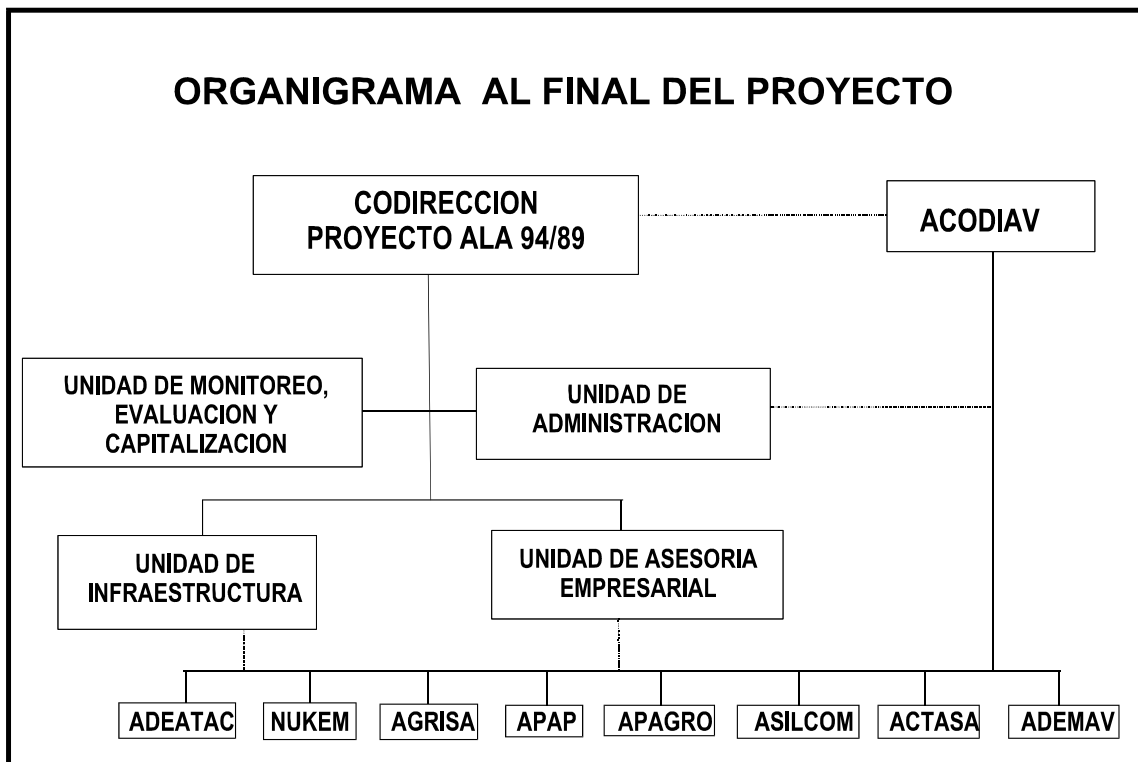 ORGANIGRAMA AL FINAL DEL PROYECTO
CODIRECCION
PROYECTO ALA 94/89
ACODIAV
UNIDAD DE MONITOREO,
EVALUACION Y
CAPITALIZACION
UNIDAD DE
ADMINISTRACION
UNIDAD DE
INFRAESTRUCTURA
UNIDAD DE ASESORIA
EMPRESARIAL
ADEATAC
NUKEM
AGRISA
APAP
APAGRO
ASILCOM
ACTASA
ADEMAV